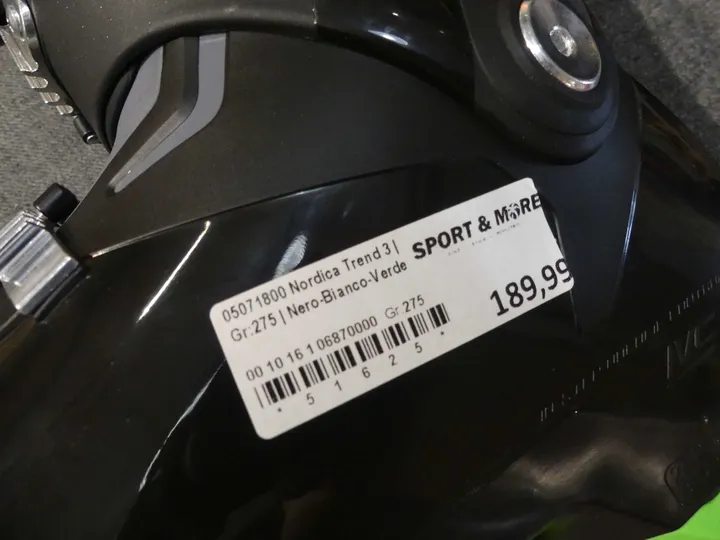 05071800 Nordica Trend 3 |
Gr:275 | Nero-Bianco-Verde
SPORT & MORE
189,99
00 10 16 1 06870000 Gr:275
* 5 1 6 2 5 *